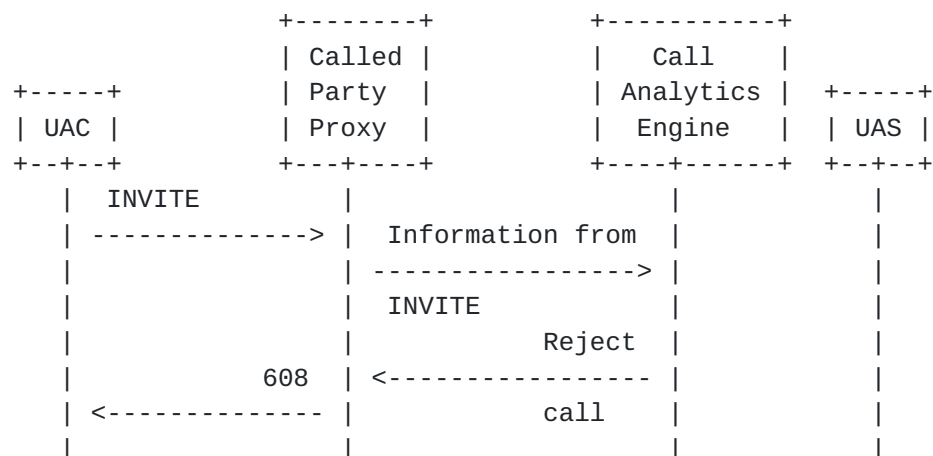 +--------+          +-----------+
                 | Called |          |    Call   |
+-----+          | Party  |          | Analytics |  +-----+
| UAC |          | Proxy  |          |  Engine   |  | UAS |
+--+--+          +---+----+          +----+------+  +--+--+
   |  INVITE         |                    |            |
   | --------------> |  Information from  |            |
   |                 | -----------------> |            |
   |                 |  INVITE            |            |
   |                 |            Reject  |            |
   |            608  | <----------------- |            |
   | <-------------- |            call    |            |
   |                 |                    |            |